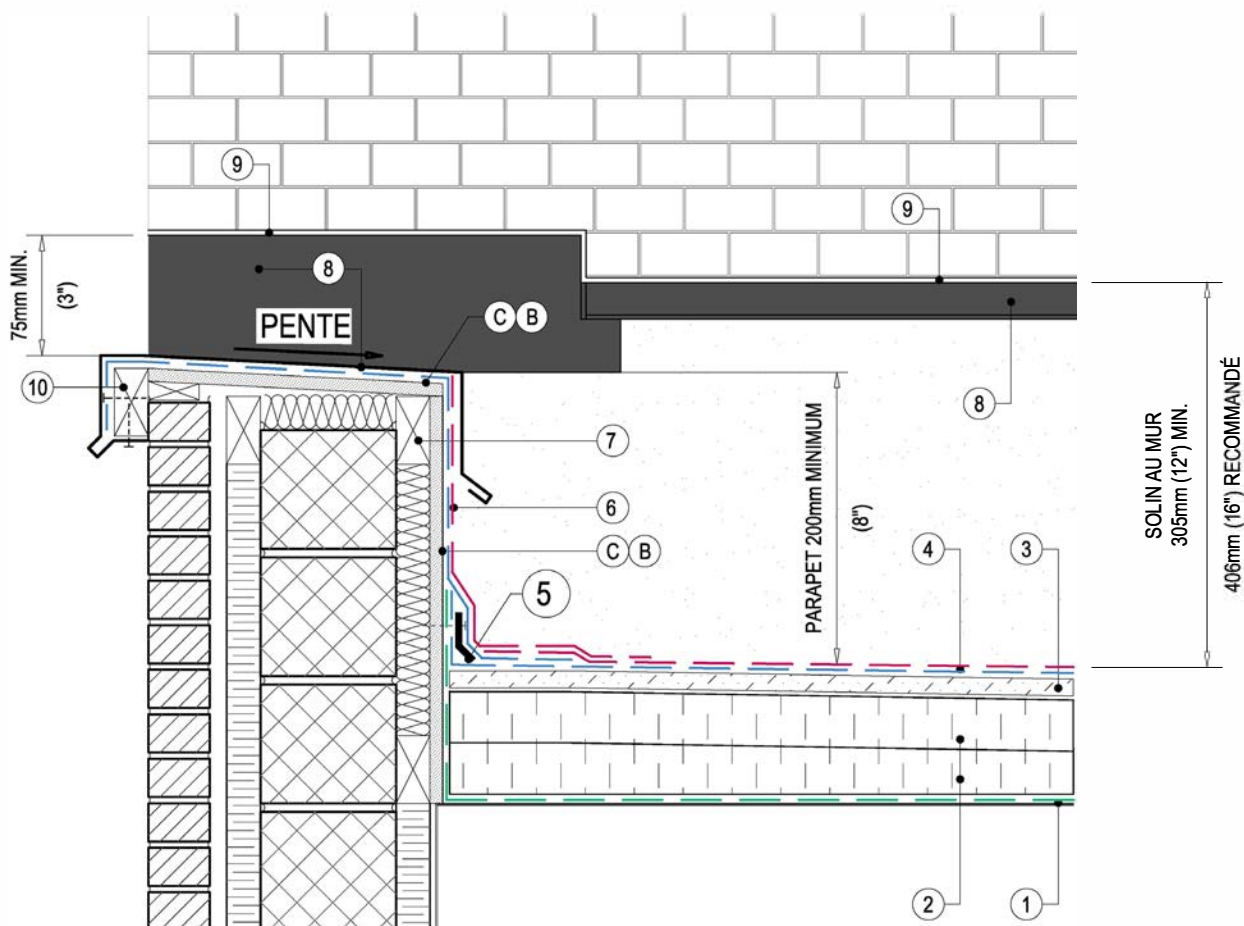 9
9
75mm MIN.
(3")
8
PENTE
C B
8
10
8
7
PARAPET 200mm MINIMUM
(8")
SOLIN AU MUR
305mm (12") MIN.
406mm (16") RECOMMANDÉ
6
C B
4
3
5
2
1